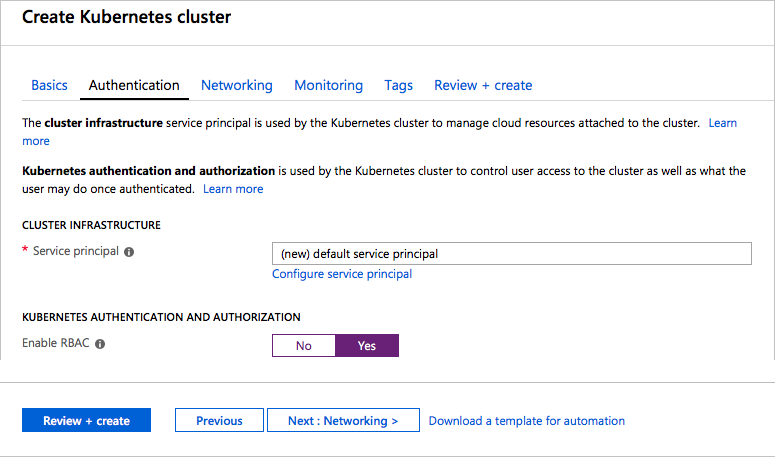 Create Kubernetes cluster
Basics Authentication Networking Monitoring Tags Review + create
The cluster infrastructure service principal is used by the Kubernetes cluster to manage cloud resources attached to the cluster. Learn
more
Kubernetes authentication and authorization is used by the Kubernetes cluster to control user access to the cluster as well as what the
user may do once authenticated. Learn more
CLUSTER INFRASTRUCTURE
* Service principal (new) default service principal
Configure service principal
KUBERNETES AUTHENTICATION AND AUTHORIZATION
Enable RBAC No Yes
Review + create Previous Next : Networking > Download a template for automation